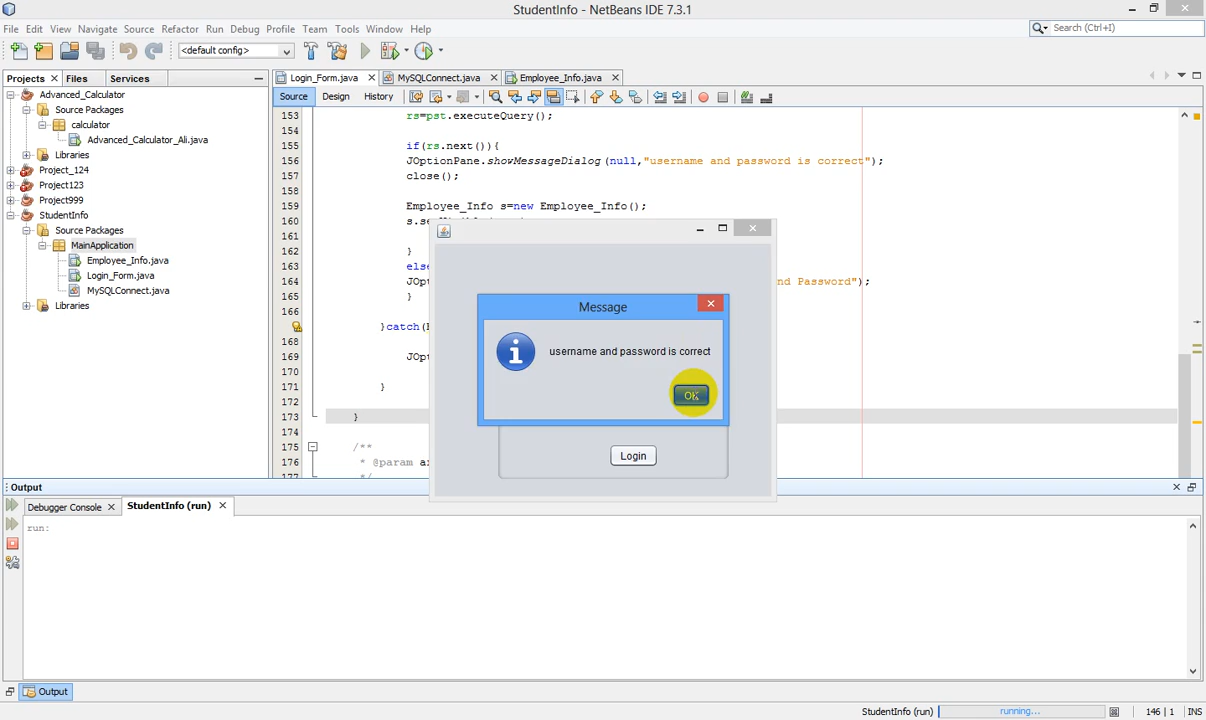 StudentInfo - NetBeans IDE 7.3.1
File Edit View Navigate Source Refactor Run Debug Profile Team Tools Window Help
Search (Ctrl+I)
<default config>
Projects Files Services
Login_Form.java MySQLConnect.java Employee_Info.java
Source Design History
Advanced_Calculator
Source Packages
calculator
Advanced_Calculator_Ali.java
Libraries
Project_124
Project123
Project999
StudentInfo
Source Packages
MainApplication
Employee_Info.java
Login_Form.java
MySQLConnect.java
Libraries
153 rs=pst.executeQuery();
154
155 if(rs.next()){
156 JOptionPane.showMessageDialog(null,"username and password is correct");
157 close();
158
159 Employee_Info s=new Employee_Info();
160
161
162 }
163 else
164 JOpt nd Password");
165 }
166
}catch(
168
169 JOpt
170
171 }
172
173 }
174
175 /**
176 * @param
177
Message
username and password is correct
OK
Login
Output
Debugger Console StudentInfo (run)
run:
Output
StudentInfo (run) running... 146 | 1 INS